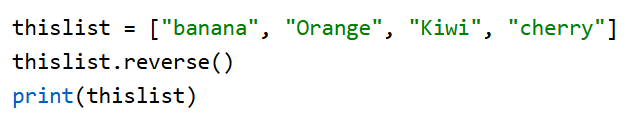 thislist = ["banana", "Orange", "Kiwi", "cherry"]
thislist.reverse()
print(thislist)